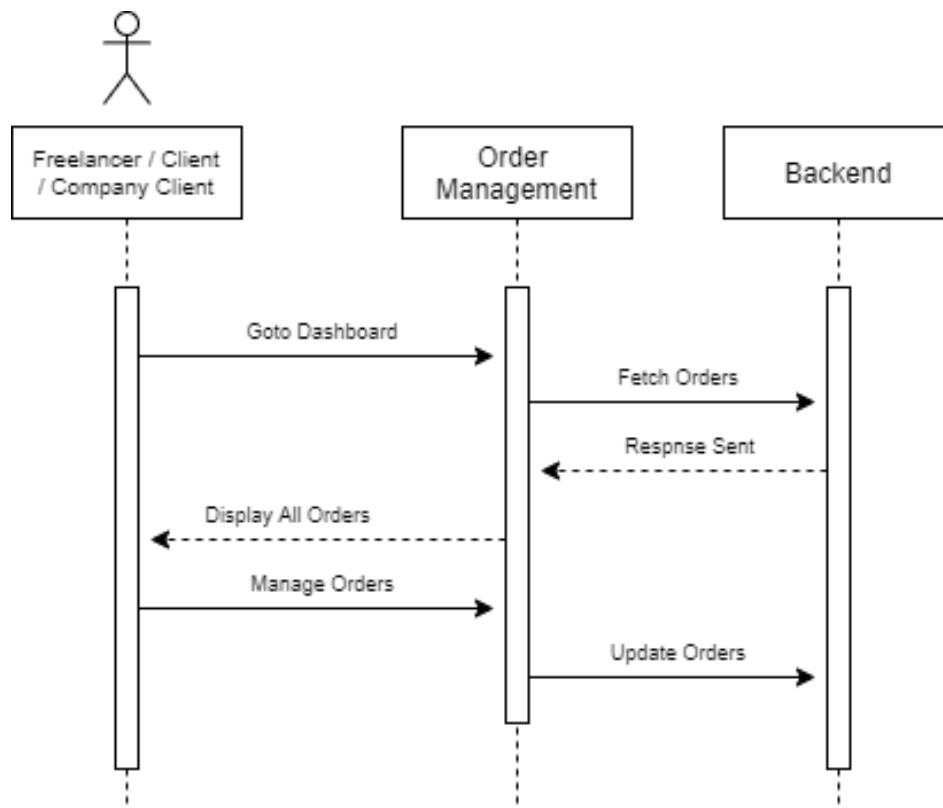 Freelancer / Client
/ Company Client
Order
Management
Backend
Goto Dashboard
Fetch Orders
Respnse Sent
Display All Orders
Manage Orders
Update Orders